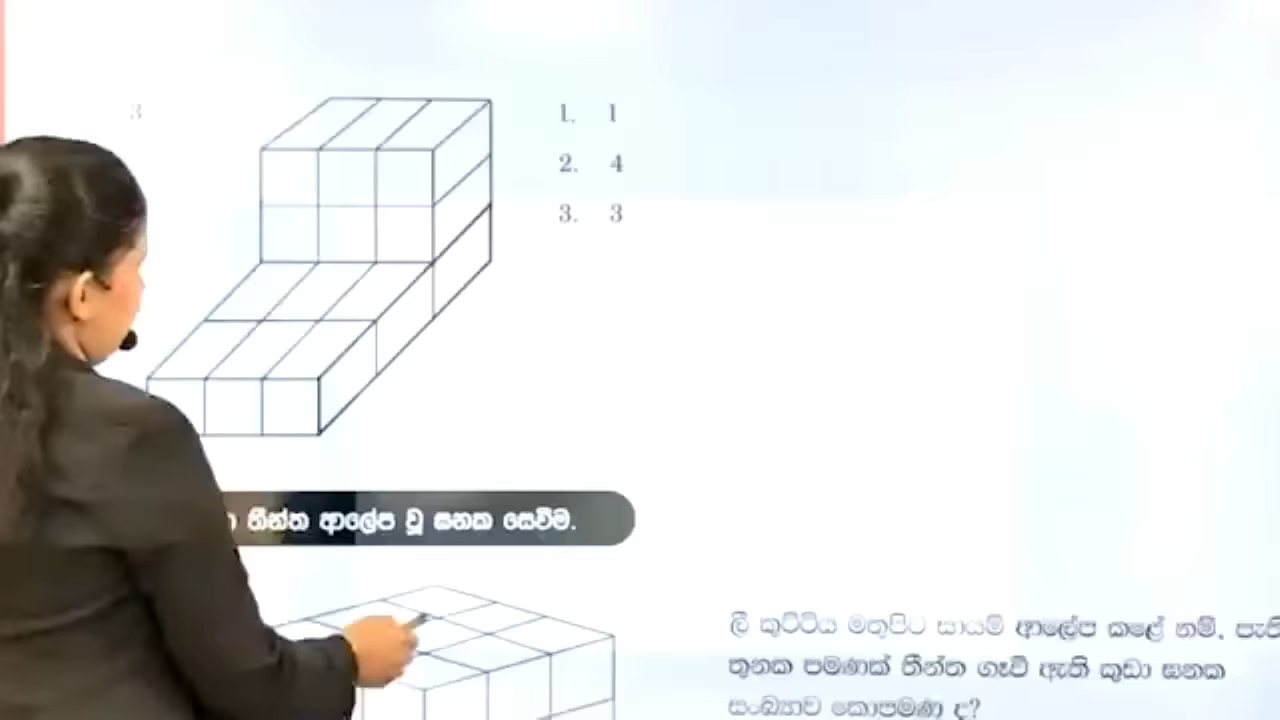 3
1. 1
2. 4
3. 3
තීන්ත ආලේප වූ ඝනක සෙවීම.
ලී කුට්ටිය මතුපිට සායම් ආලේප කළේ නම්, පැති
තුනක පමණක් තීන්ත ගෑවී ඇති කුඩා ඝනක
සංඛ්‍යාව කොපමණ ද?